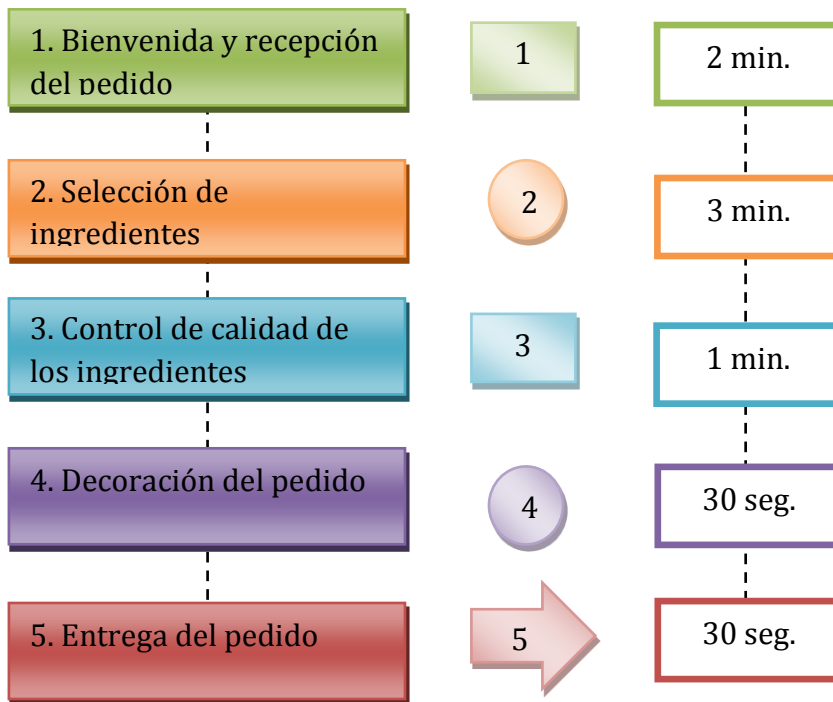 1. Bienvenida y recepción
del pedido
1
2 min.
2. Selección de
ingredientes
2
3 min.
3. Control de calidad de
los ingredientes
3
1 min.
4. Decoración del pedido
4
30 seg.
5. Entrega del pedido
5
30 seg.